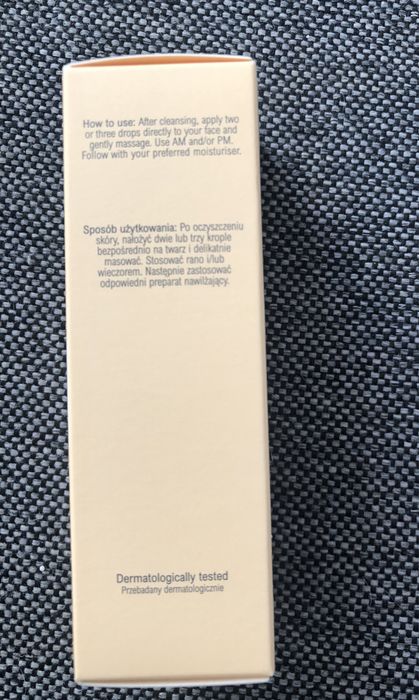 How to use: After cleansing, apply two
or three drops directly to your face and
gently massage. Use AM and/or PM.
Follow with your preferred moisturiser.
Sposób użytkowania: Po oczyszczeniu
skóry, nałożyć dwie lub trzy krople
bezpośrednio na twarz i delikatnie
masować. Stosować rano i/lub
wieczorem. Następnie zastosować
odpowiedni preparat nawilżający.
Dermatologically tested
Przebadany dermatologicznie